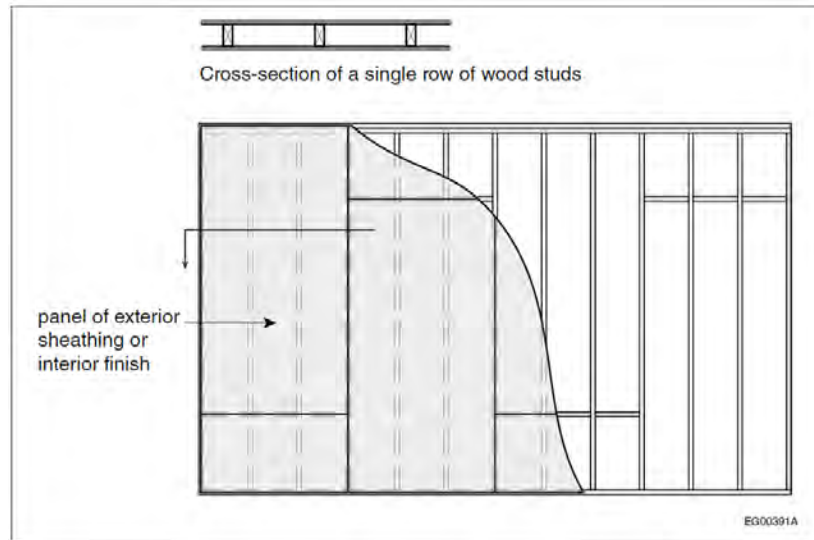 Cross-section of a single row of wood studs
panel of exterior
sheathing or
interior finish
EG00391A